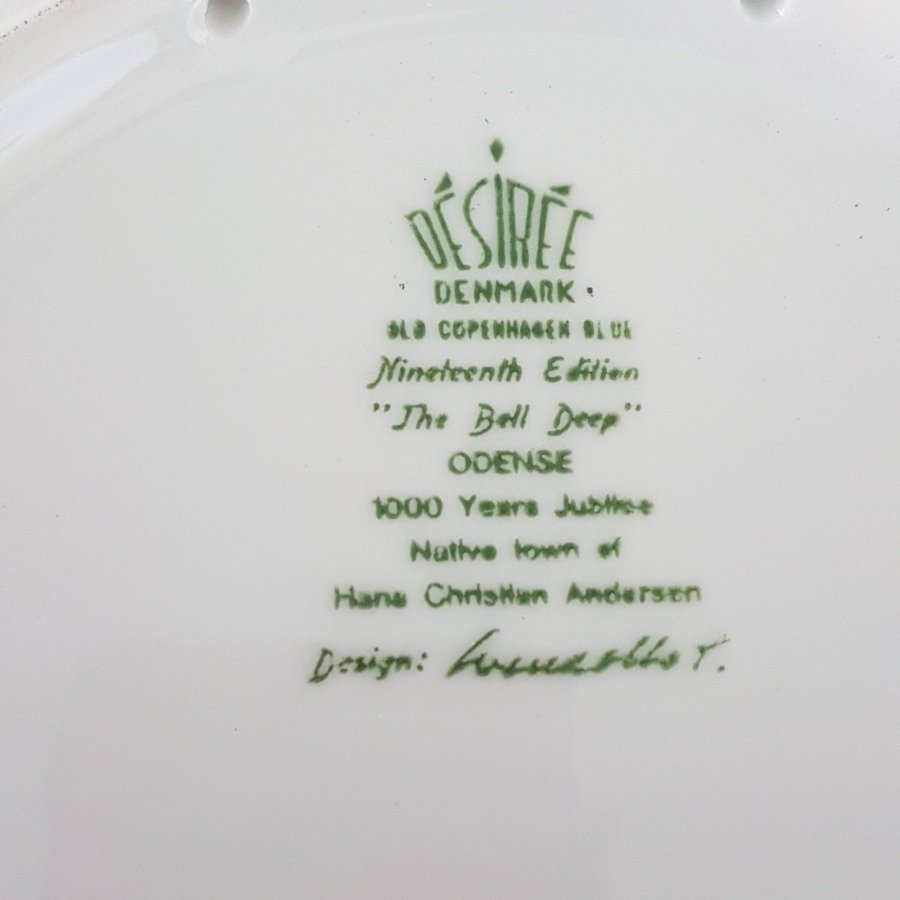 DÉSIRÉE
DENMARK
OLD COPENHAGEN BLUE
Nineteenth Edition
"The Bell Deep"
ODENSE
1000 Years Jubilee
Native town of
Hans Christian Andersen
Design: